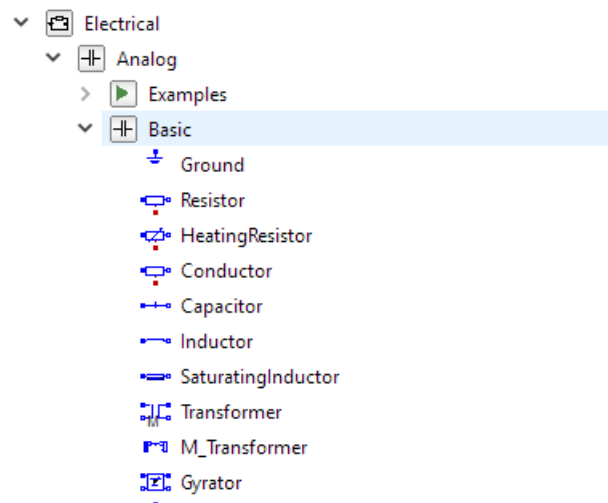 Electrical
Analog
Examples
Basic
Ground
Resistor
HeatingResistor
Conductor
Capacitor
Inductor
SaturatingInductor
Transformer
M_Transformer
Gyrator